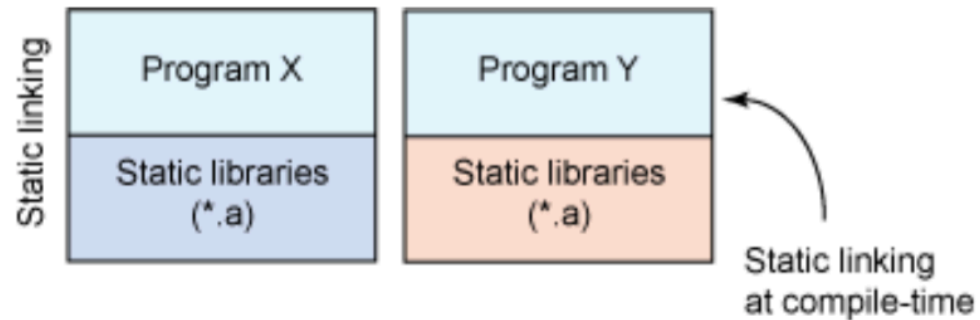 Static linking
Program X
Static libraries
(*.a)
Program Y
Static libraries
(*.a)
Static linking
at compile-time